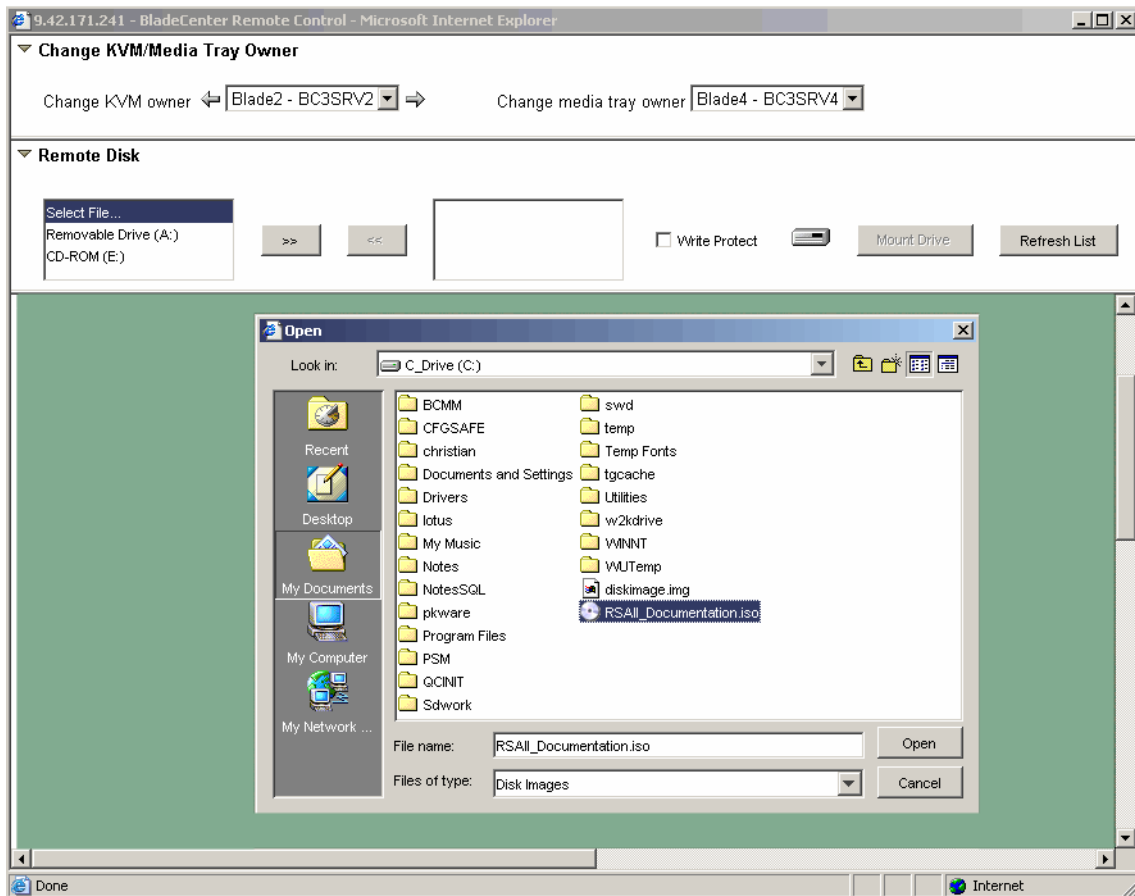 9.42.171.241 - BladeCenter Remote Control - Microsoft Internet Explorer
Change KVM/Media Tray Owner
Change KVM owner Blade2 - BC3SRV2 Change media tray owner Blade4 - BC3SRV4
Remote Disk
Select File...
Removable Drive (A:)
CD-ROM (E:)
>>
<<
Write Protect
Mount Drive
Refresh List
Open
Look in: C_Drive (C:)
Recent
Desktop
My Documents
My Computer
My Network ...
BCMM
CFGSAFE
christian
Documents and Settings
Drivers
lotus
My Music
Notes
NotesSQL
pkware
Program Files
PSM
QCINIT
Sdwork
swd
temp
Temp Fonts
tgcache
Utilities
w2kdrive
WINNT
WUTemp
diskimage.img
RSAII_Documentation.iso
File name: RSAII_Documentation.iso
Open
Files of type: Disk Images
Cancel
Done
Internet